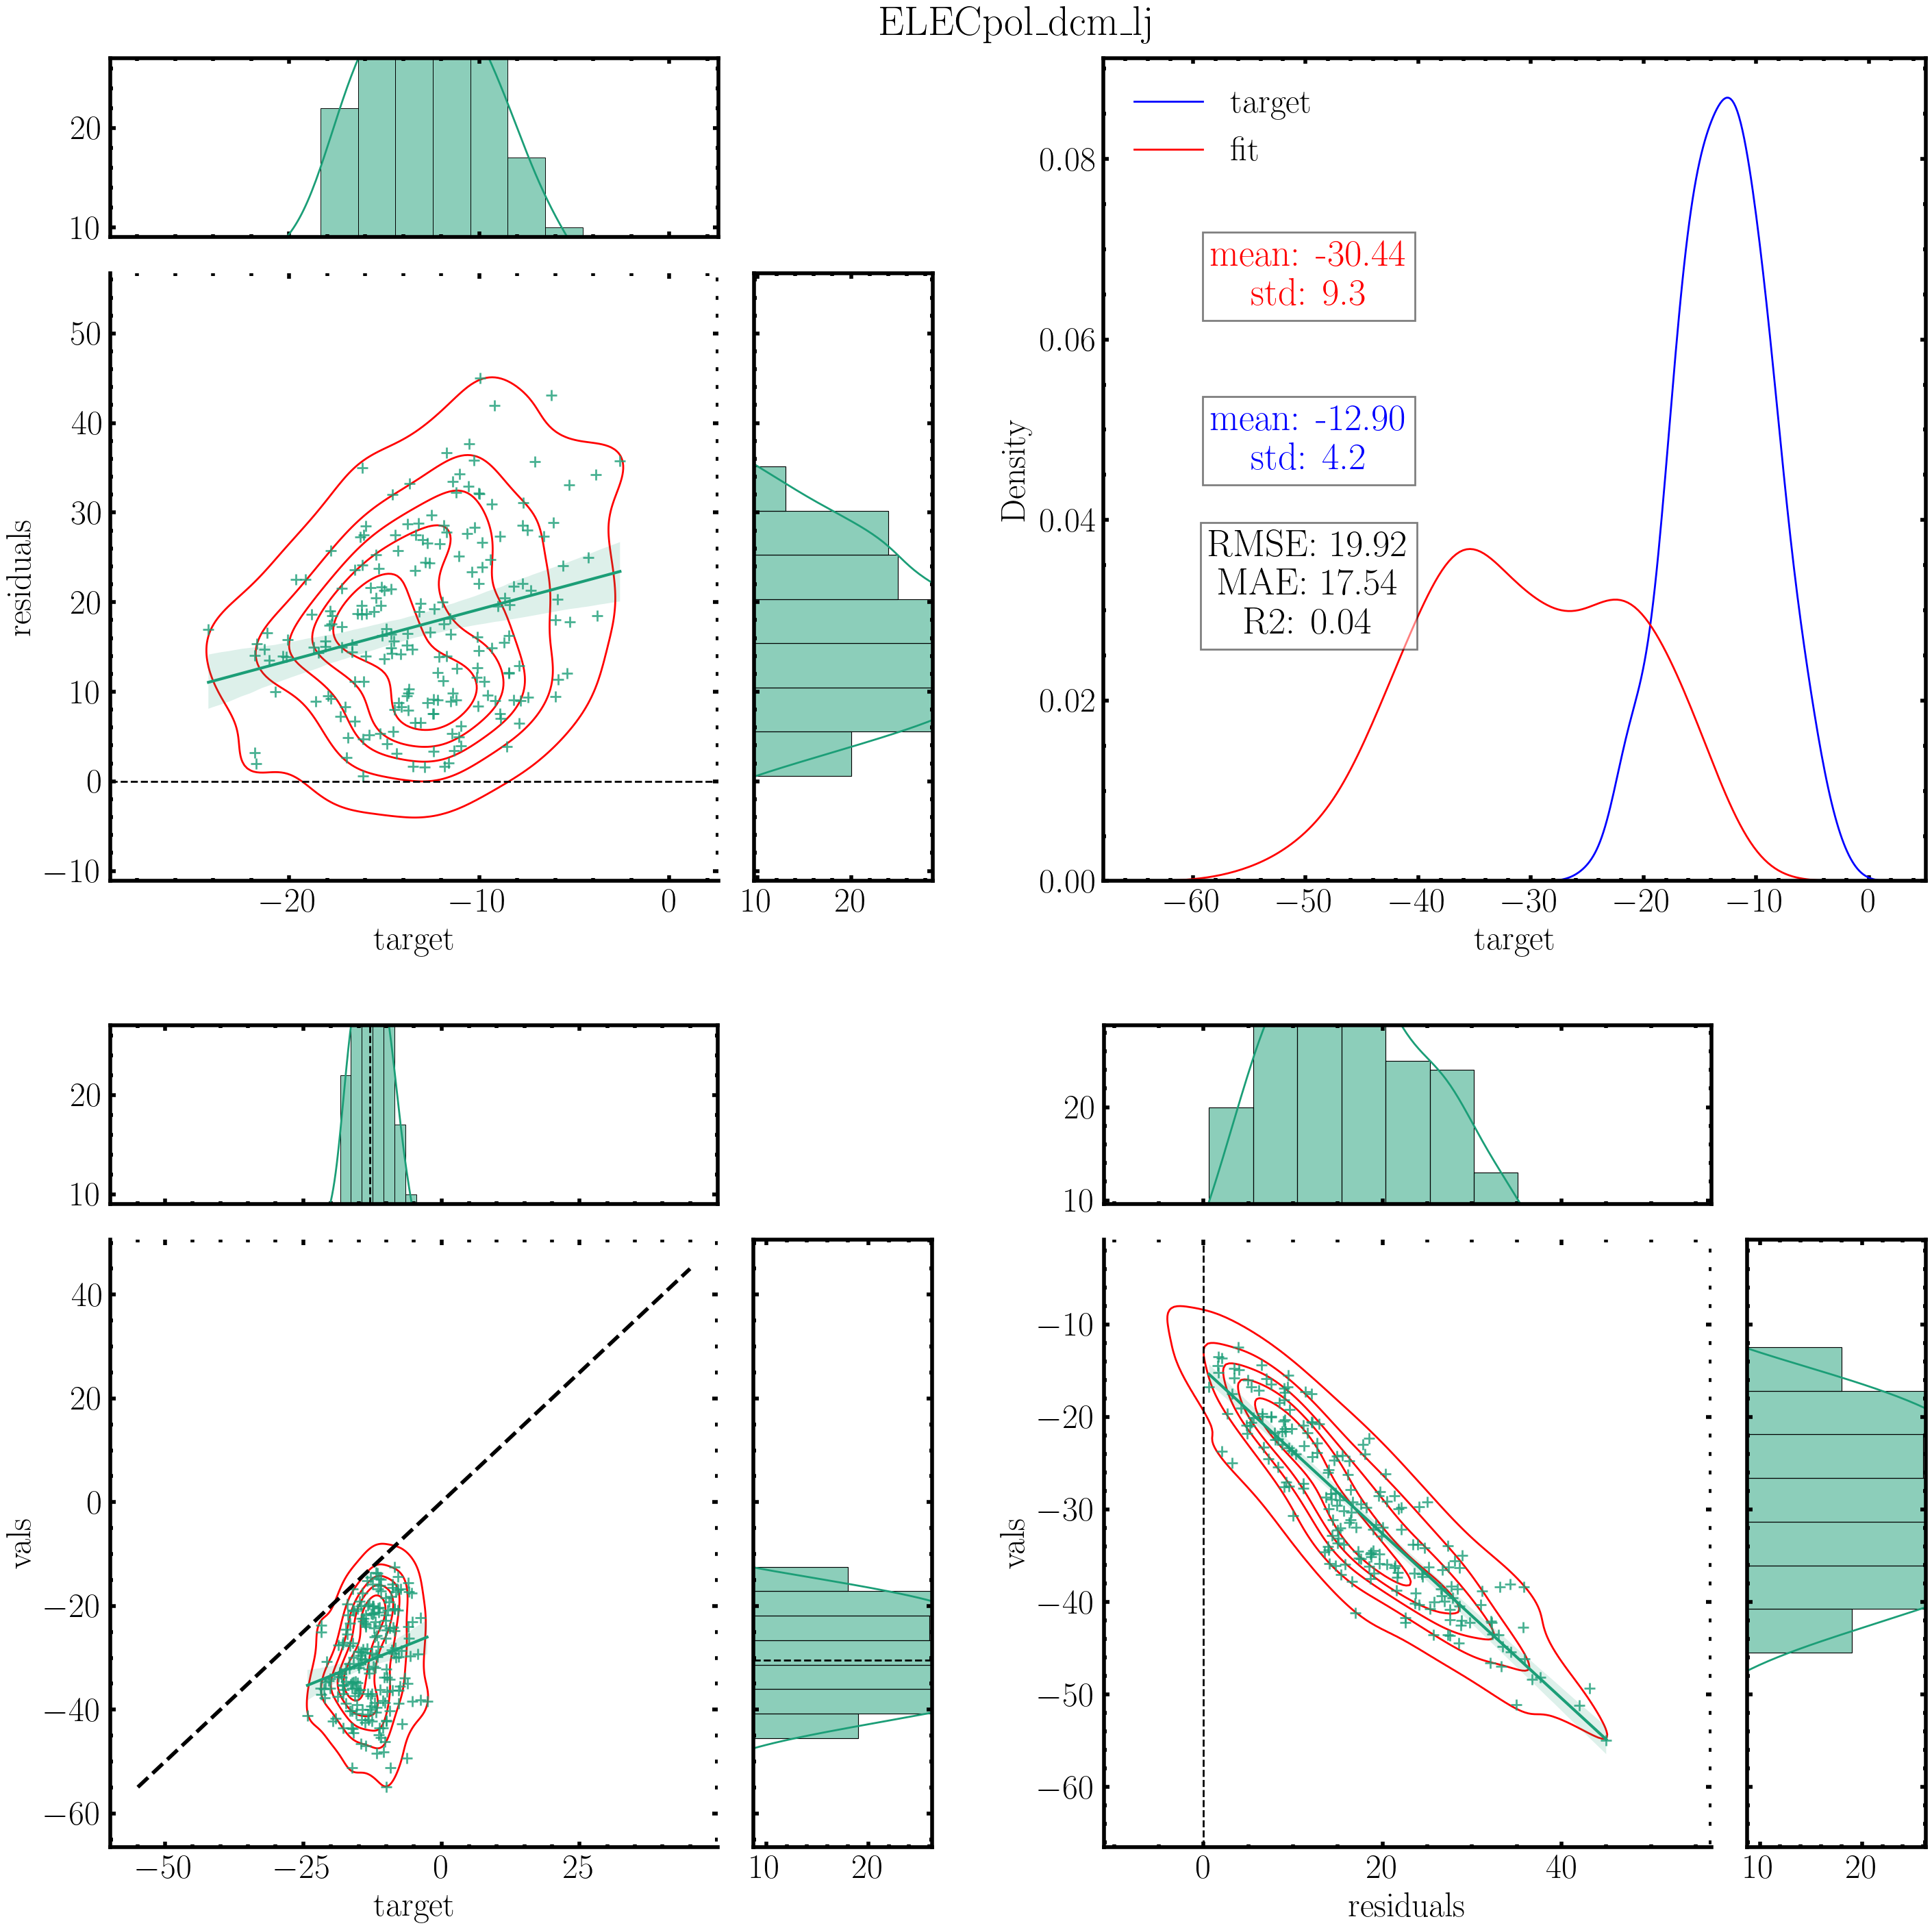 ELECpol_dcm_lj
20
10
50
40
30
20
10
0
−10
residuals
−20
−10
0
target
10
20
target
fit
mean: -30.44
std: 9.3
mean: -12.90
std: 4.2
RMSE: 19.92
MAE: 17.54
R2: 0.04
0.08
0.06
0.04
0.02
0.00
Density
−60
−50
−40
−30
−20
−10
0
target
20
10
40
20
0
−20
−40
−60
vals
−50
−25
0
25
target
10
20
20
10
−10
−20
−30
−40
−50
−60
vals
0
20
40
residuals
10
20